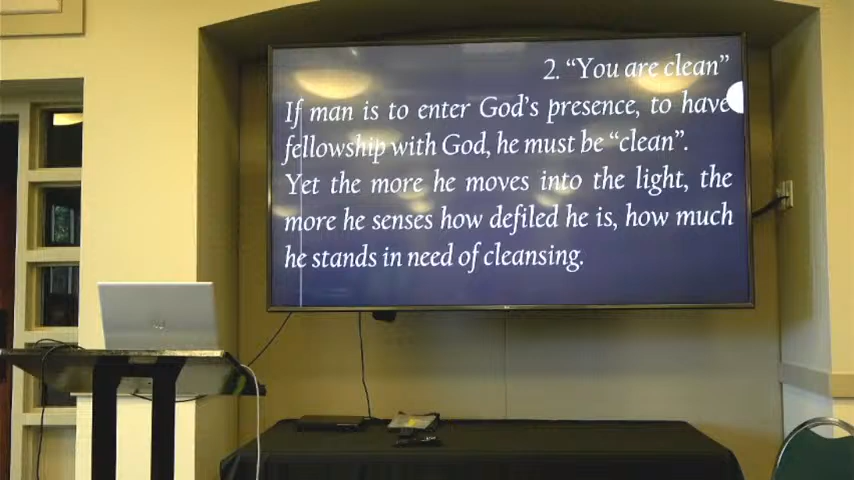 2. “You are clean”
If man is to enter God’s presence, to have
fellowship with God, he must be “clean”.
Yet the more he moves into the light, the
more he senses how defiled he is, how much
he stands in need of cleansing.